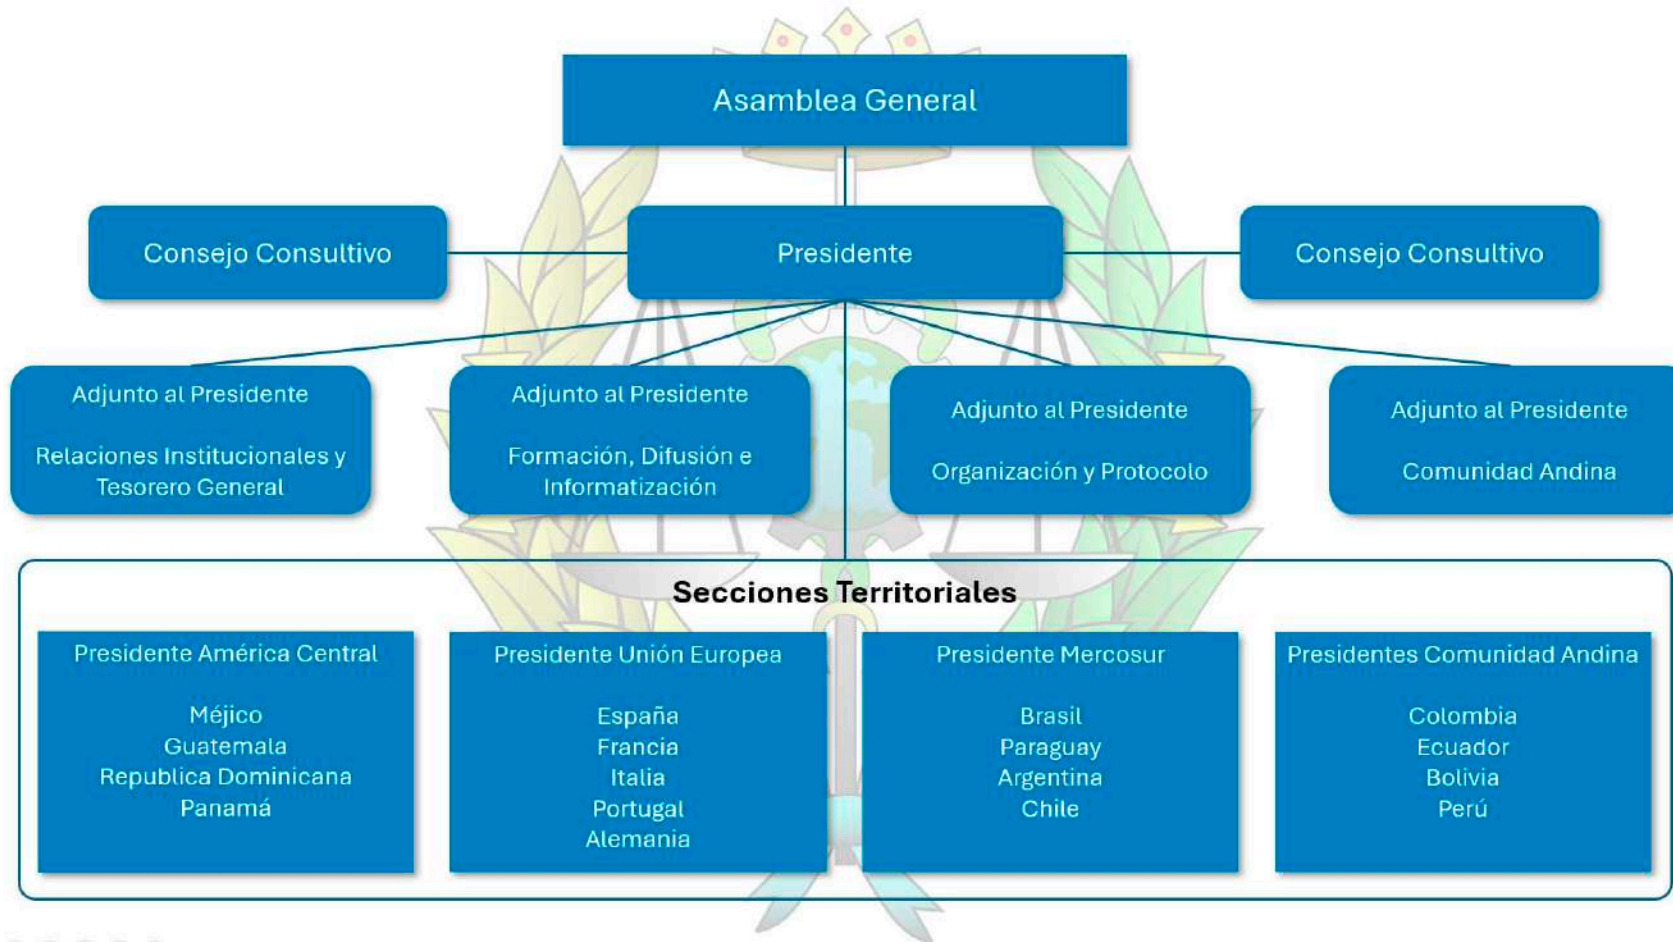 Asamblea General
Consejo Consultivo
Presidente
Consejo Consultivo
Adjunto al Presidente
Relaciones Institucionales y
Tesorero General
Adjunto al Presidente
Formación, Difusión e
Informatización
Adjunto al Presidente
Organización y Protocolo
Adjunto al Presidente
Comunidad Andina
Secciones Territoriales
Presidente América Central
Méjico
Guatemala
Republica Dominicana
Panamá
Presidente Unión Europea
España
Francia
Italia
Portugal
Alemania
Presidente Mercosur
Brasil
Paraguay
Argentina
Chile
Presidentes Comunidad Andina
Colombia
Ecuador
Bolivia
Perú